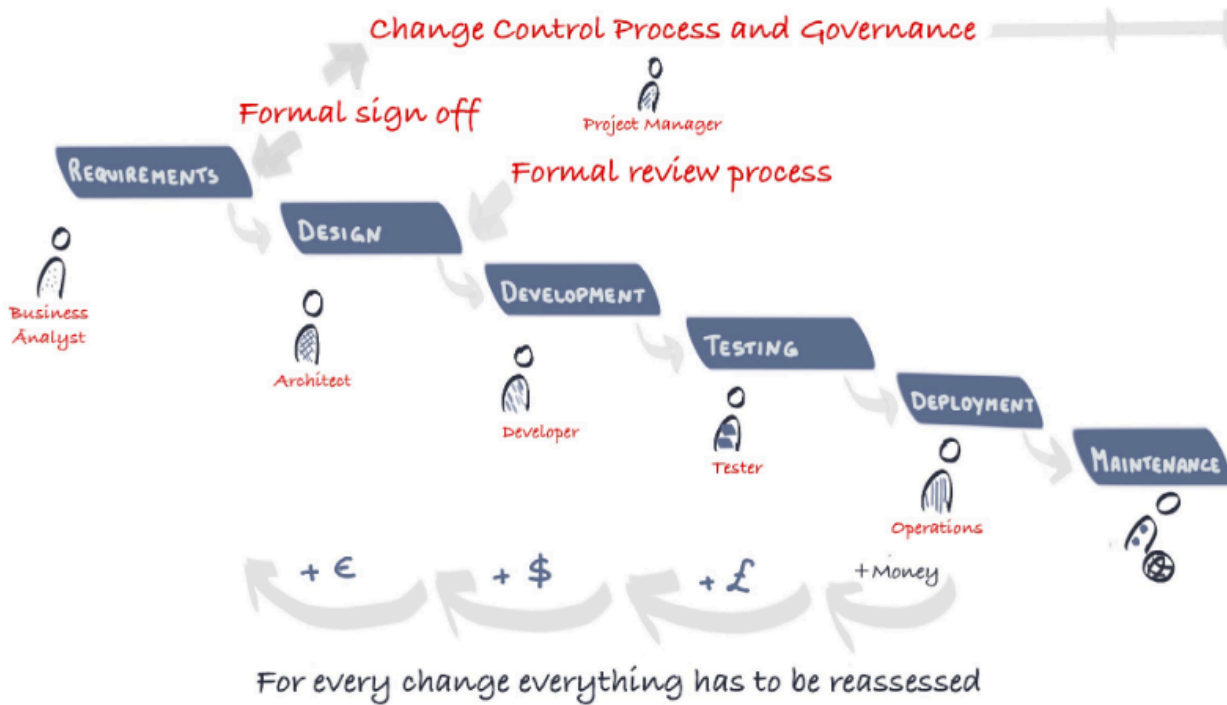 Change Control Process and Governance
Project Manager
Formal sign off
Formal review process
REQUIREMENTS
Business
Analyst
DESIGN
Architect
DEVELOPMENT
Developer
TESTING
Tester
DEPLOYMENT
Operations
MAINTENANCE
+ €
+ $
+ £
+Money
For every change everything has to be reassessed